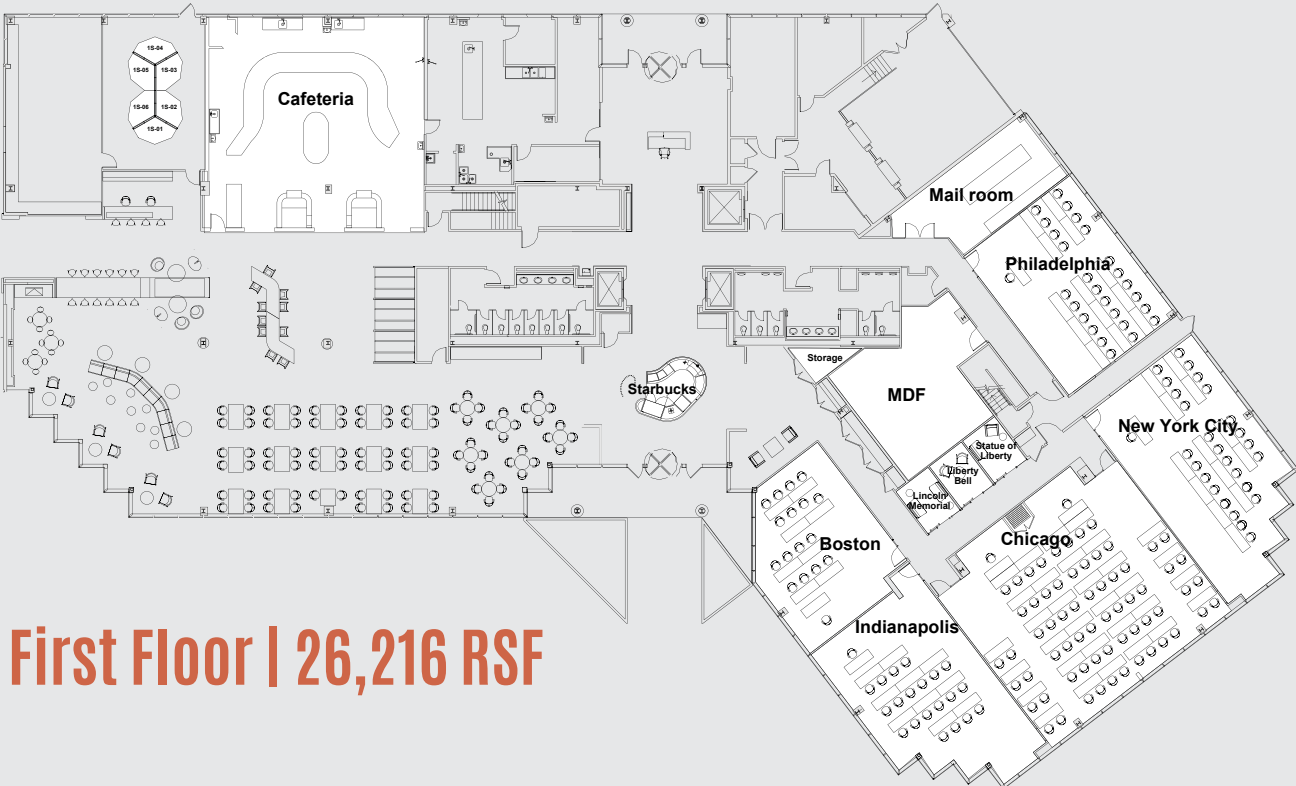 1S-04
1S-05
1S-03
1S-06
1S-02
1S-01
Cafeteria
Mail room
Philadelphia
Storage
Starbucks
MDF
New York City
Statue of
Liberty
Liberty
Bell
Lincoln
Memorial
Boston
Chicago
Indianapolis
First Floor | 26,216 RSF